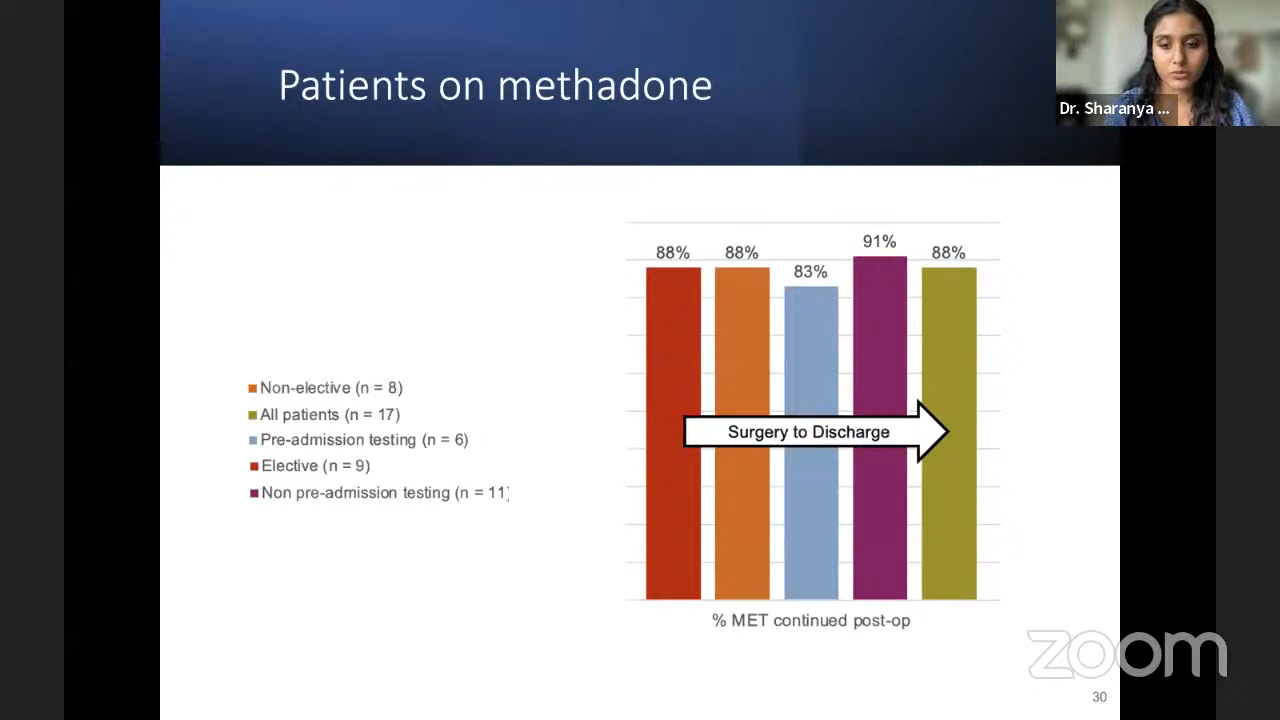 Patients on methadone
Dr. Sharanya ...
Non-elective (n = 8)
All patients (n = 17)
Pre-admission testing (n = 6)
Elective (n = 9)
Non pre-admission testing (n = 11)
88%
88%
83%
91%
88%
Surgery to Discharge
% MET continued post-op
zoom
30